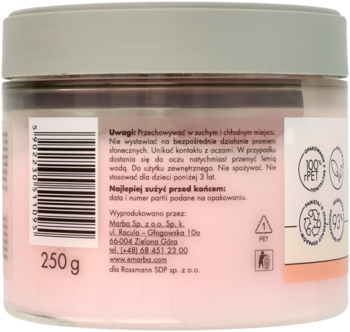 Uwagi: Przechowywać w suchym i chłodnym miejscu.
Nie wystawiać na bezpośrednie działanie promieni
słonecznych. Unikać kontaktu z oczami. W przypadku
dostania się do oczu natychmiast przemyć letnią
wodą. Do użytku zewnętrznego. Nie spożywać. Nie
stosować dla dzieci poniżej 3 lat.
Najlepiej zużyć przed końcem:
data i numer partii podane na opakowaniu.
Wyprodukowano przez:
Marba Sp. z o.o. Sp. k.
ul. Racula – Głogowska 10a
66-004 Zielona Góra
tel. (+48) 68 451 23 00
www.emarba.com
dla Rossmann SDP sp. z o.o.
1
PET
250 g
100%
rPET
93%